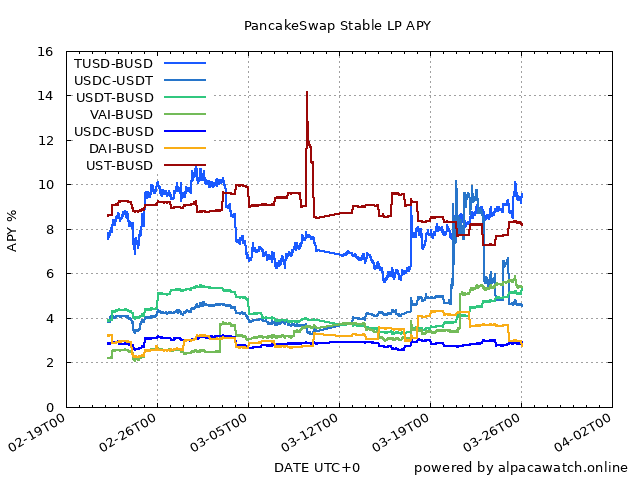 PancakeSwap Stable LP APY
16
14
12
10
8
6
4
2
0
APY %
TUSD-BUSD
USDC-USDT
USDT-BUSD
VAI-BUSD
USDC-BUSD
DAI-BUSD
UST-BUSD
02-19T00 02-26T00 03-05T00 03-12T00 03-19T00 03-26T00 04-02T00
DATE UTC+0
powered by alpacawatch.online